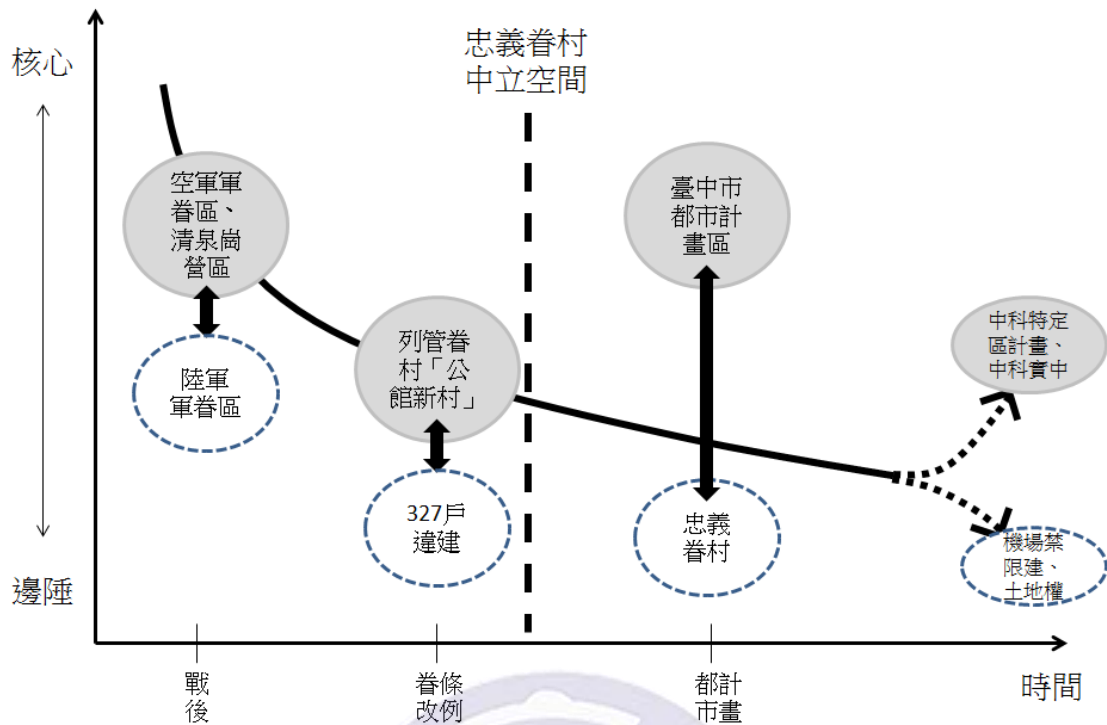 核心
邊陲
忠義眷村
中立空間
空軍軍
眷區、
清泉崗
營區
陸軍
軍眷區
列管眷
村「公
館新村」
327戶
違建
臺中市
都市計
畫區
忠義
眷村
中科特定
區計畫、
中科實中
機場禁
限建、
土地權
戰
後
眷條
改例
都計
市畫
時間